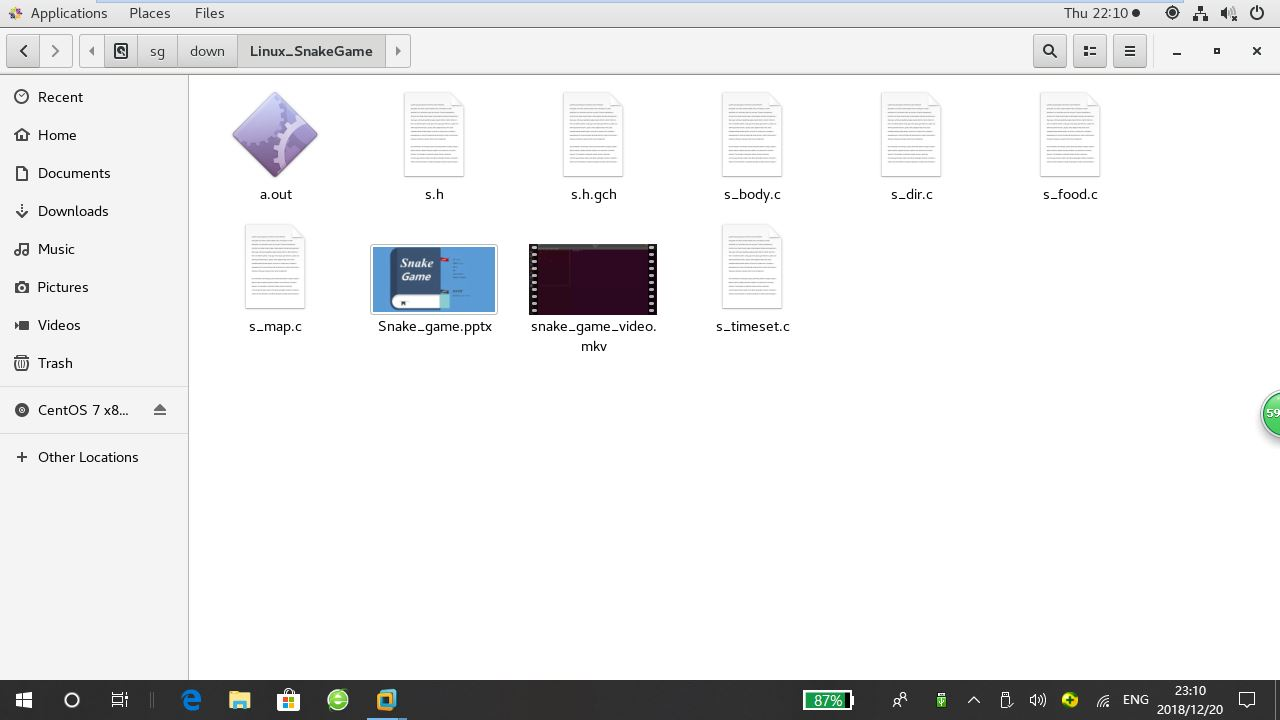 Applications Places Files Thu 22:10
sg down Linux_SnakeGame
Recent
Home
Documents
Downloads
Music
Pictures
Videos
Trash
CentOS 7 x8...
Other Locations
a.out s.h s.h.gch s_body.c s_dir.c s_food.c
s_map.c Snake_game.pptx snake_game_video. s_timeset.c
mkv
Snake
Game
59
87% ENG 23:10
2018/12/20